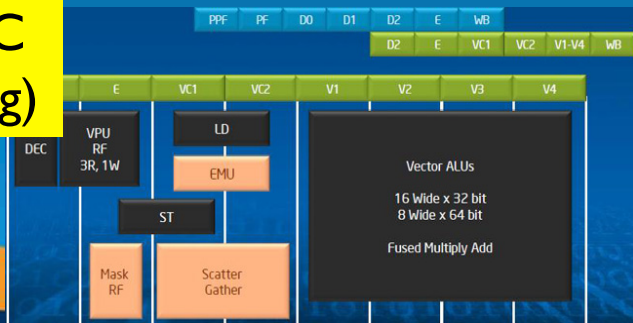 C
g)
PPF PF D0 D1 D2 E WB
D2 E VC1 VC2 V1-V4 WB
E VC1 VC2 V1 V2 V3 V4
DEC
VPU
RF
3R, 1W
LD
EMU
ST
Mask
RF
Scatter
Gather
Vector ALUs
16 Wide x 32 bit
8 Wide x 64 bit
Fused Multiply Add